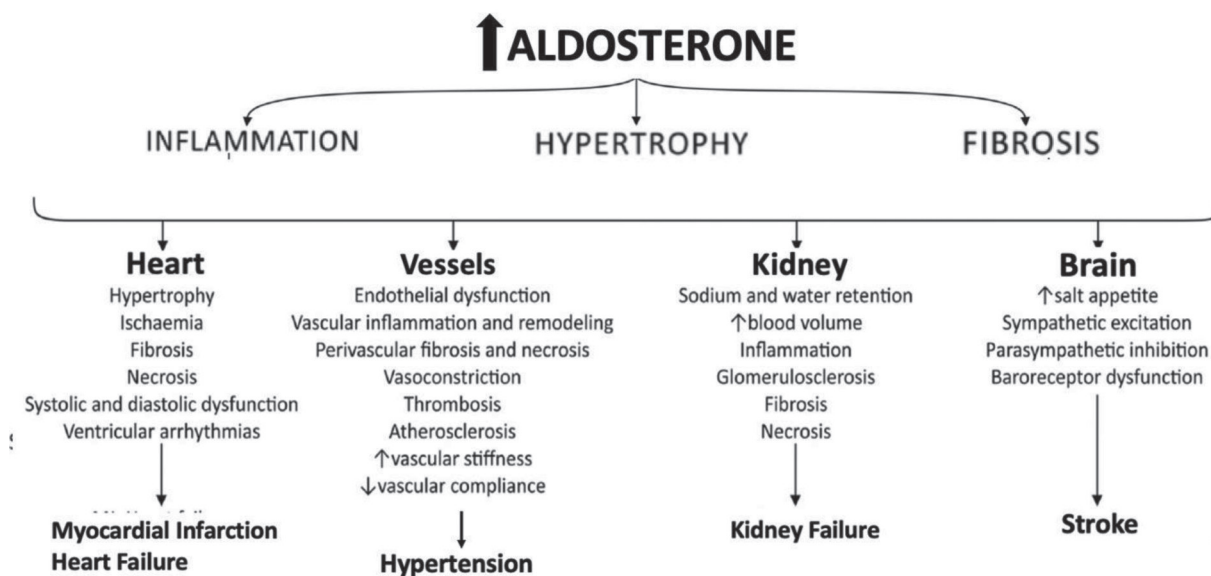 ↑ALDOSTERONE
INFLAMMATION
HYPERTROPHY
FIBROSIS
Heart
Hypertrophy
Ischaemia
Fibrosis
Necrosis
Systolic and diastolic dysfunction
Ventricular arrhythmias
Myocardial Infarction
Heart Failure
Vessels
Endothelial dysfunction
Vascular inflammation and remodeling
Perivascular fibrosis and necrosis
Vasoconstriction
Thrombosis
Atherosclerosis
↑vascular stiffness
↓vascular compliance
Hypertension
Kidney
Sodium and water retention
↑blood volume
Inflammation
Glomerulosclerosis
Fibrosis
Necrosis
Kidney Failure
Brain
↑salt appetite
Sympathetic excitation
Parasympathetic inhibition
Baroreceptor dysfunction
Stroke